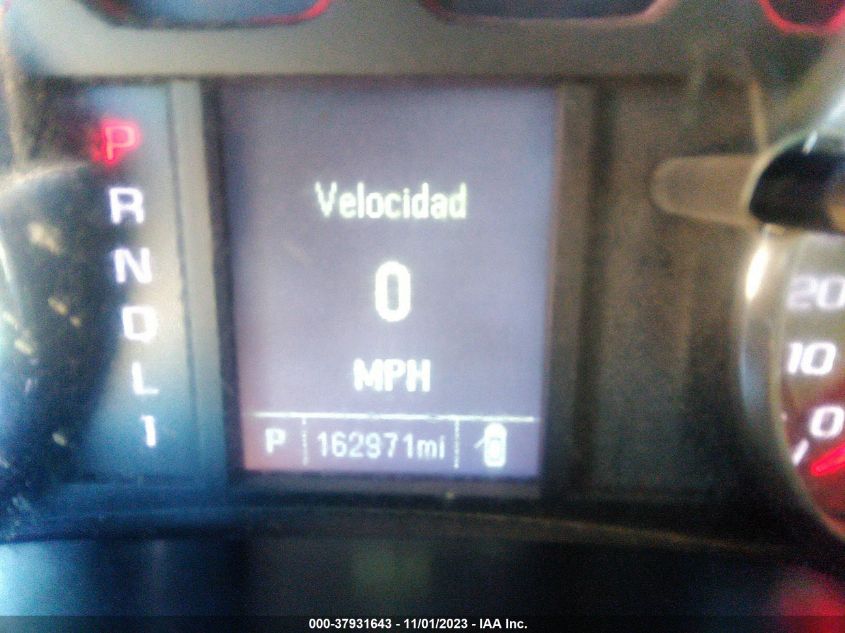 P
R
N
D
L
1
Velocidad
0
MPH
P 162971mi
20
10
0
000-37931643 - 11/01/2023 - IAA Inc.